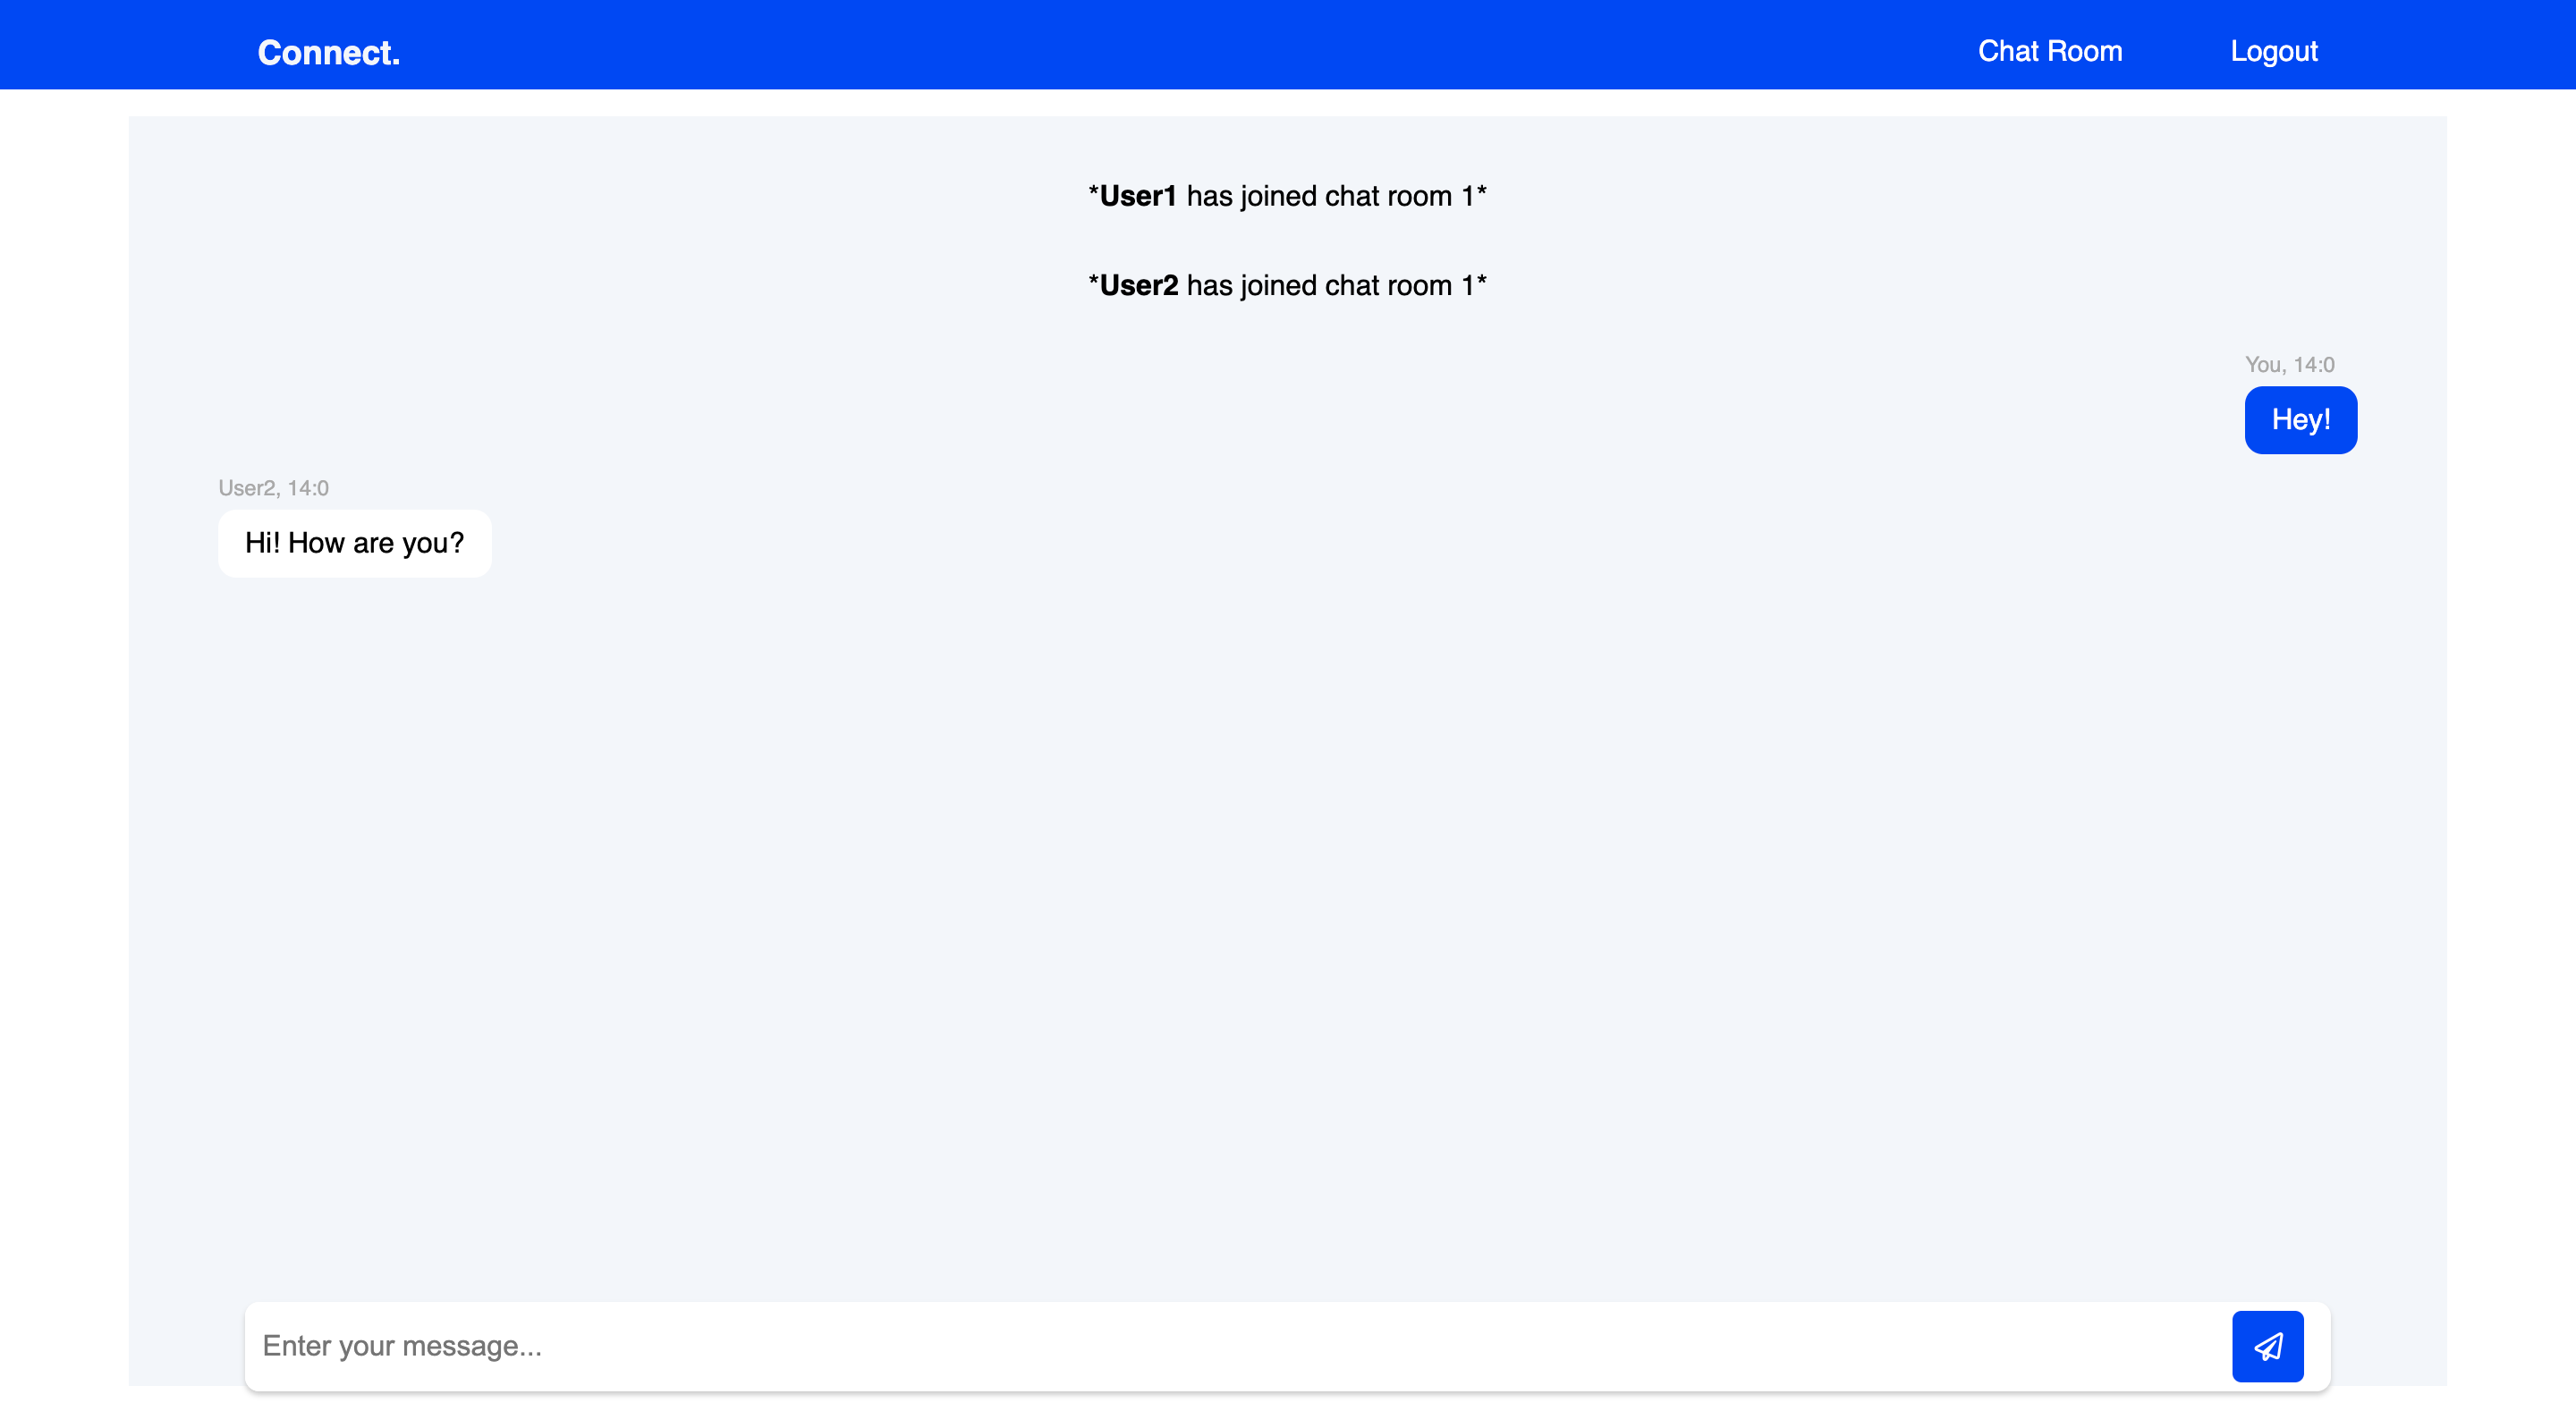 Connect.
Chat Room
Logout
*User1 has joined chat room 1*
*User2 has joined chat room 1*
You, 14:0
Hey!
User2, 14:0
Hi! How are you?
Enter your message...